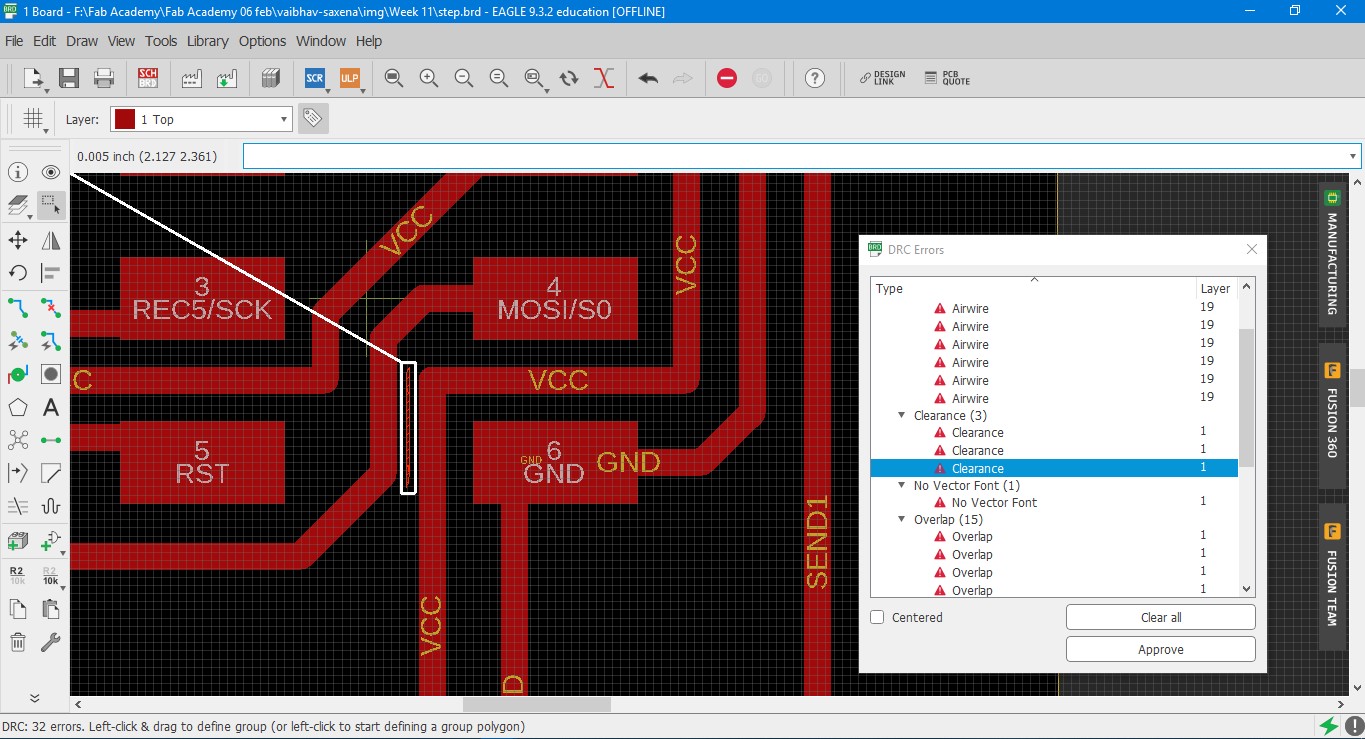 1 Board - F:\Fab Academy\Fab Academy 06 feb\vaibhav-saxena\img\Week 11\step.brd - EAGLE 9.3.2 education [OFFLINE]
File Edit Draw View Tools Library Options Window Help
SCH
BRD
SCR
ULP
GO
DESIGN
LINK
PCB
QUOTE
Layer: 1 Top
0.005 inch (2.127 2.361)
R2
10k
R2
10k
VCC
VCC
3
REC5/SCK
4
MOSI/S0
C
VCC
5
RST
6
GND
GND
GND
SEND1
VCC
D
BRD DRC Errors
Type Layer
Airwire 19
Airwire 19
Airwire 19
Airwire 19
Airwire 19
Airwire 19
Clearance (3)
Clearance 1
Clearance 1
Clearance 1
No Vector Font (1)
No Vector Font 1
Overlap (15)
Overlap 1
Overlap 1
Overlap 1
Overlap 1
Centered
Clear all
Approve
MANUFACTURING
F
FUSION 360
F
FUSION TEAM
DRC: 32 errors. Left-click & drag to define group (or left-click to start defining a group polygon)